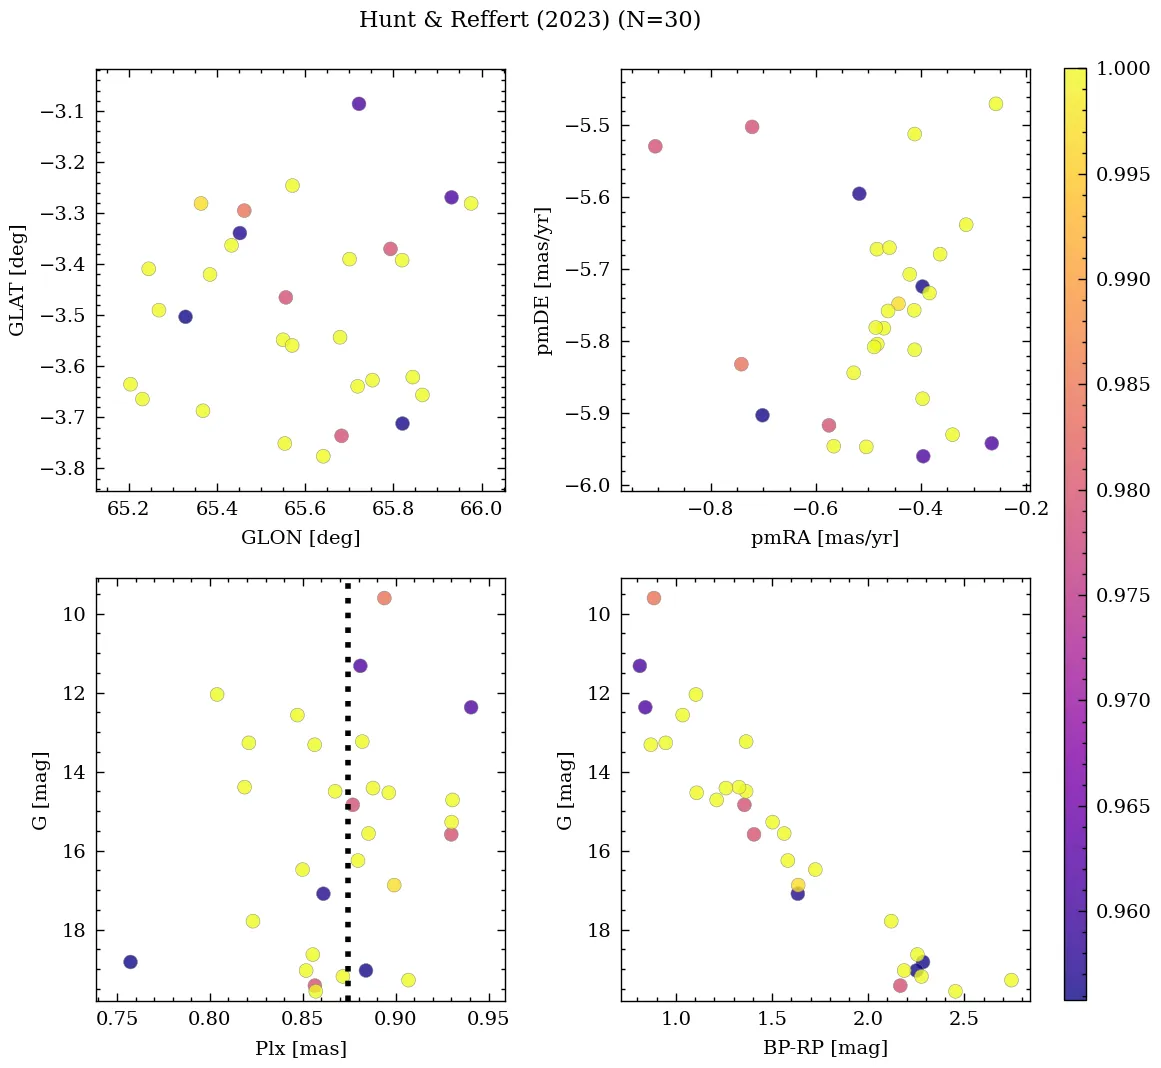 Hunt & Reffert (2023) (N=30)
−3.1
−3.2
−3.3
−3.4
−3.5
−3.6
−3.7
−3.8
GLAT [deg]
65.2 65.4 65.6 65.8 66.0
GLON [deg]
−5.5
−5.6
−5.7
−5.8
−5.9
−6.0
pmDE [mas/yr]
−0.8 −0.6 −0.4 −0.2
pmRA [mas/yr]
10
12
14
16
18
G [mag]
0.75 0.80 0.85 0.90 0.95
Plx [mas]
10
12
14
16
18
G [mag]
1.0 1.5 2.0 2.5
BP-RP [mag]
1.000
0.995
0.990
0.985
0.980
0.975
0.970
0.965
0.960